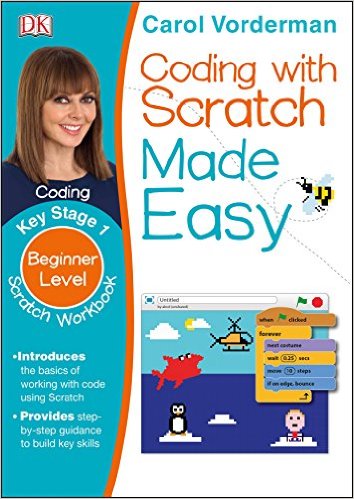 DK
Carol Vorderman
Coding with
Scratch
Made
Easy
Coding
Key Stage 1
Beginner
Level
Scratch Workbook
•Introduces
the basics of
working with code
using Scratch
•Provides step-
by-step guidance
to build key skills
Untitled
when clicked
forever
next costume
wait 0.25 secs
move 10 steps
if on edge, bounce